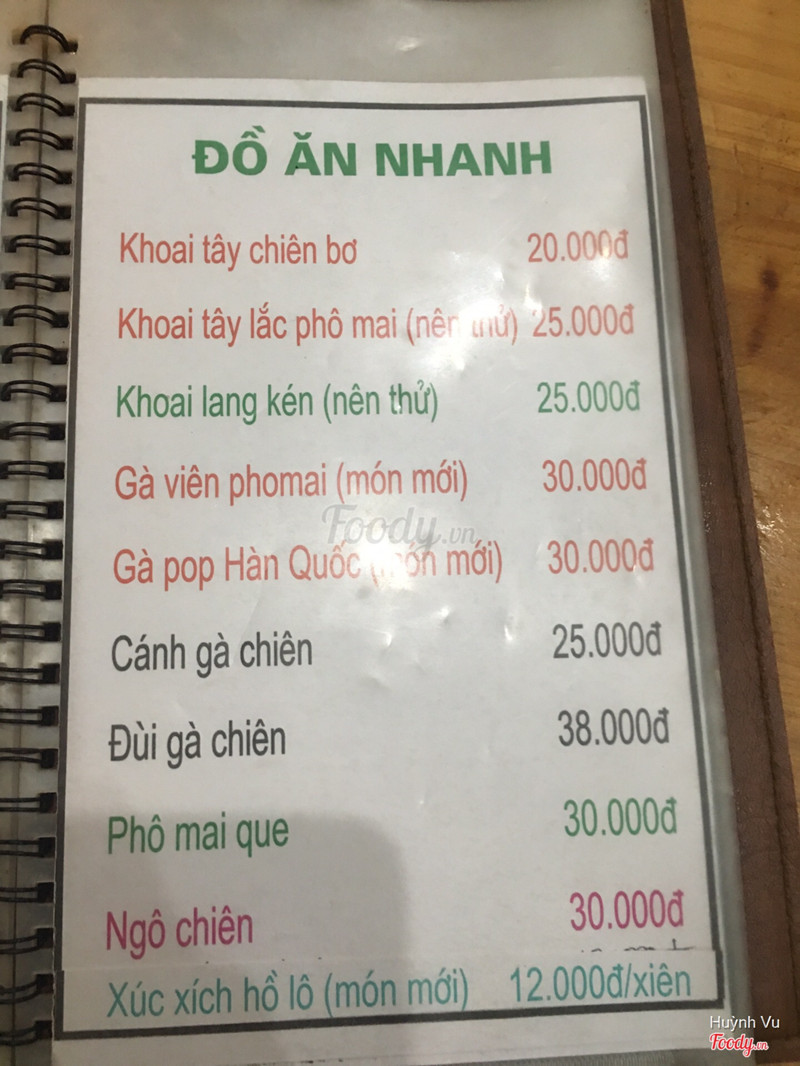 ĐỒ ĂN NHANH
Khoai tây chiên bơ 20.000đ
Khoai tây lắc phô mai (nên thử) 25.000đ
Khoai lang kén (nên thử) 25.000đ
Gà viên phomai (món mới) 30.000đ
Foody.vn
Gà pop Hàn Quốc (món mới) 30.000đ
Cánh gà chiên 25.000đ
Đùi gà chiên 38.000đ
Phô mai que 30.000đ
Ngô chiên 30.000đ
Xúc xích hồ lô (món mới) 12.000đ/xiên
Huỳnh Vu
Foody.vn